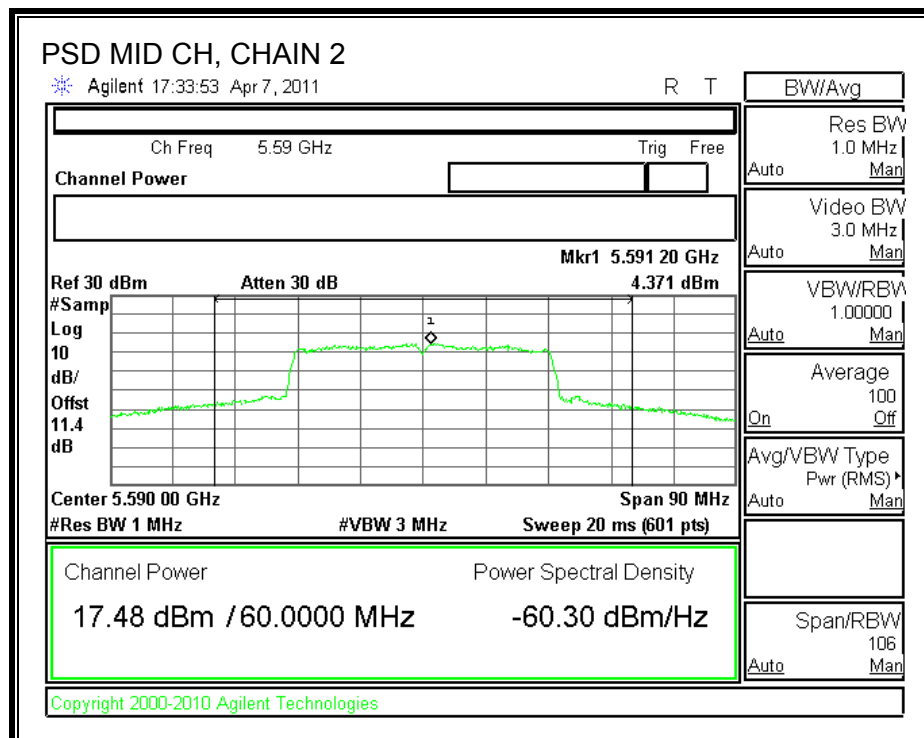 PSD MID CH, CHAIN 2
Agilent 17:33:53 Apr 7, 2011 R T
BW/Avg
Ch Freq 5.59 GHz Trig Free
Channel Power
Res BW
1.0 MHz
Auto Man
Video BW
3.0 MHz
Auto Man
Mkr1 5.591 20 GHz
Ref 30 dBm Atten 30 dB 4.371 dBm
#Samp
Log
10
dB/
Offst
11.4
dB
1
VBW/RBW
1.00000
Auto Man
Average
100
On Off
Avg/VBW Type
Pwr (RMS)
Auto Man
Center 5.590 00 GHz Span 90 MHz
#Res BW 1 MHz #VBW 3 MHz Sweep 20 ms (601 pts)
Channel Power Power Spectral Density
17.48 dBm / 60.0000 MHz -60.30 dBm/Hz
Span/RBW
106
Auto Man
Copyright 2000-2010 Agilent Technologies